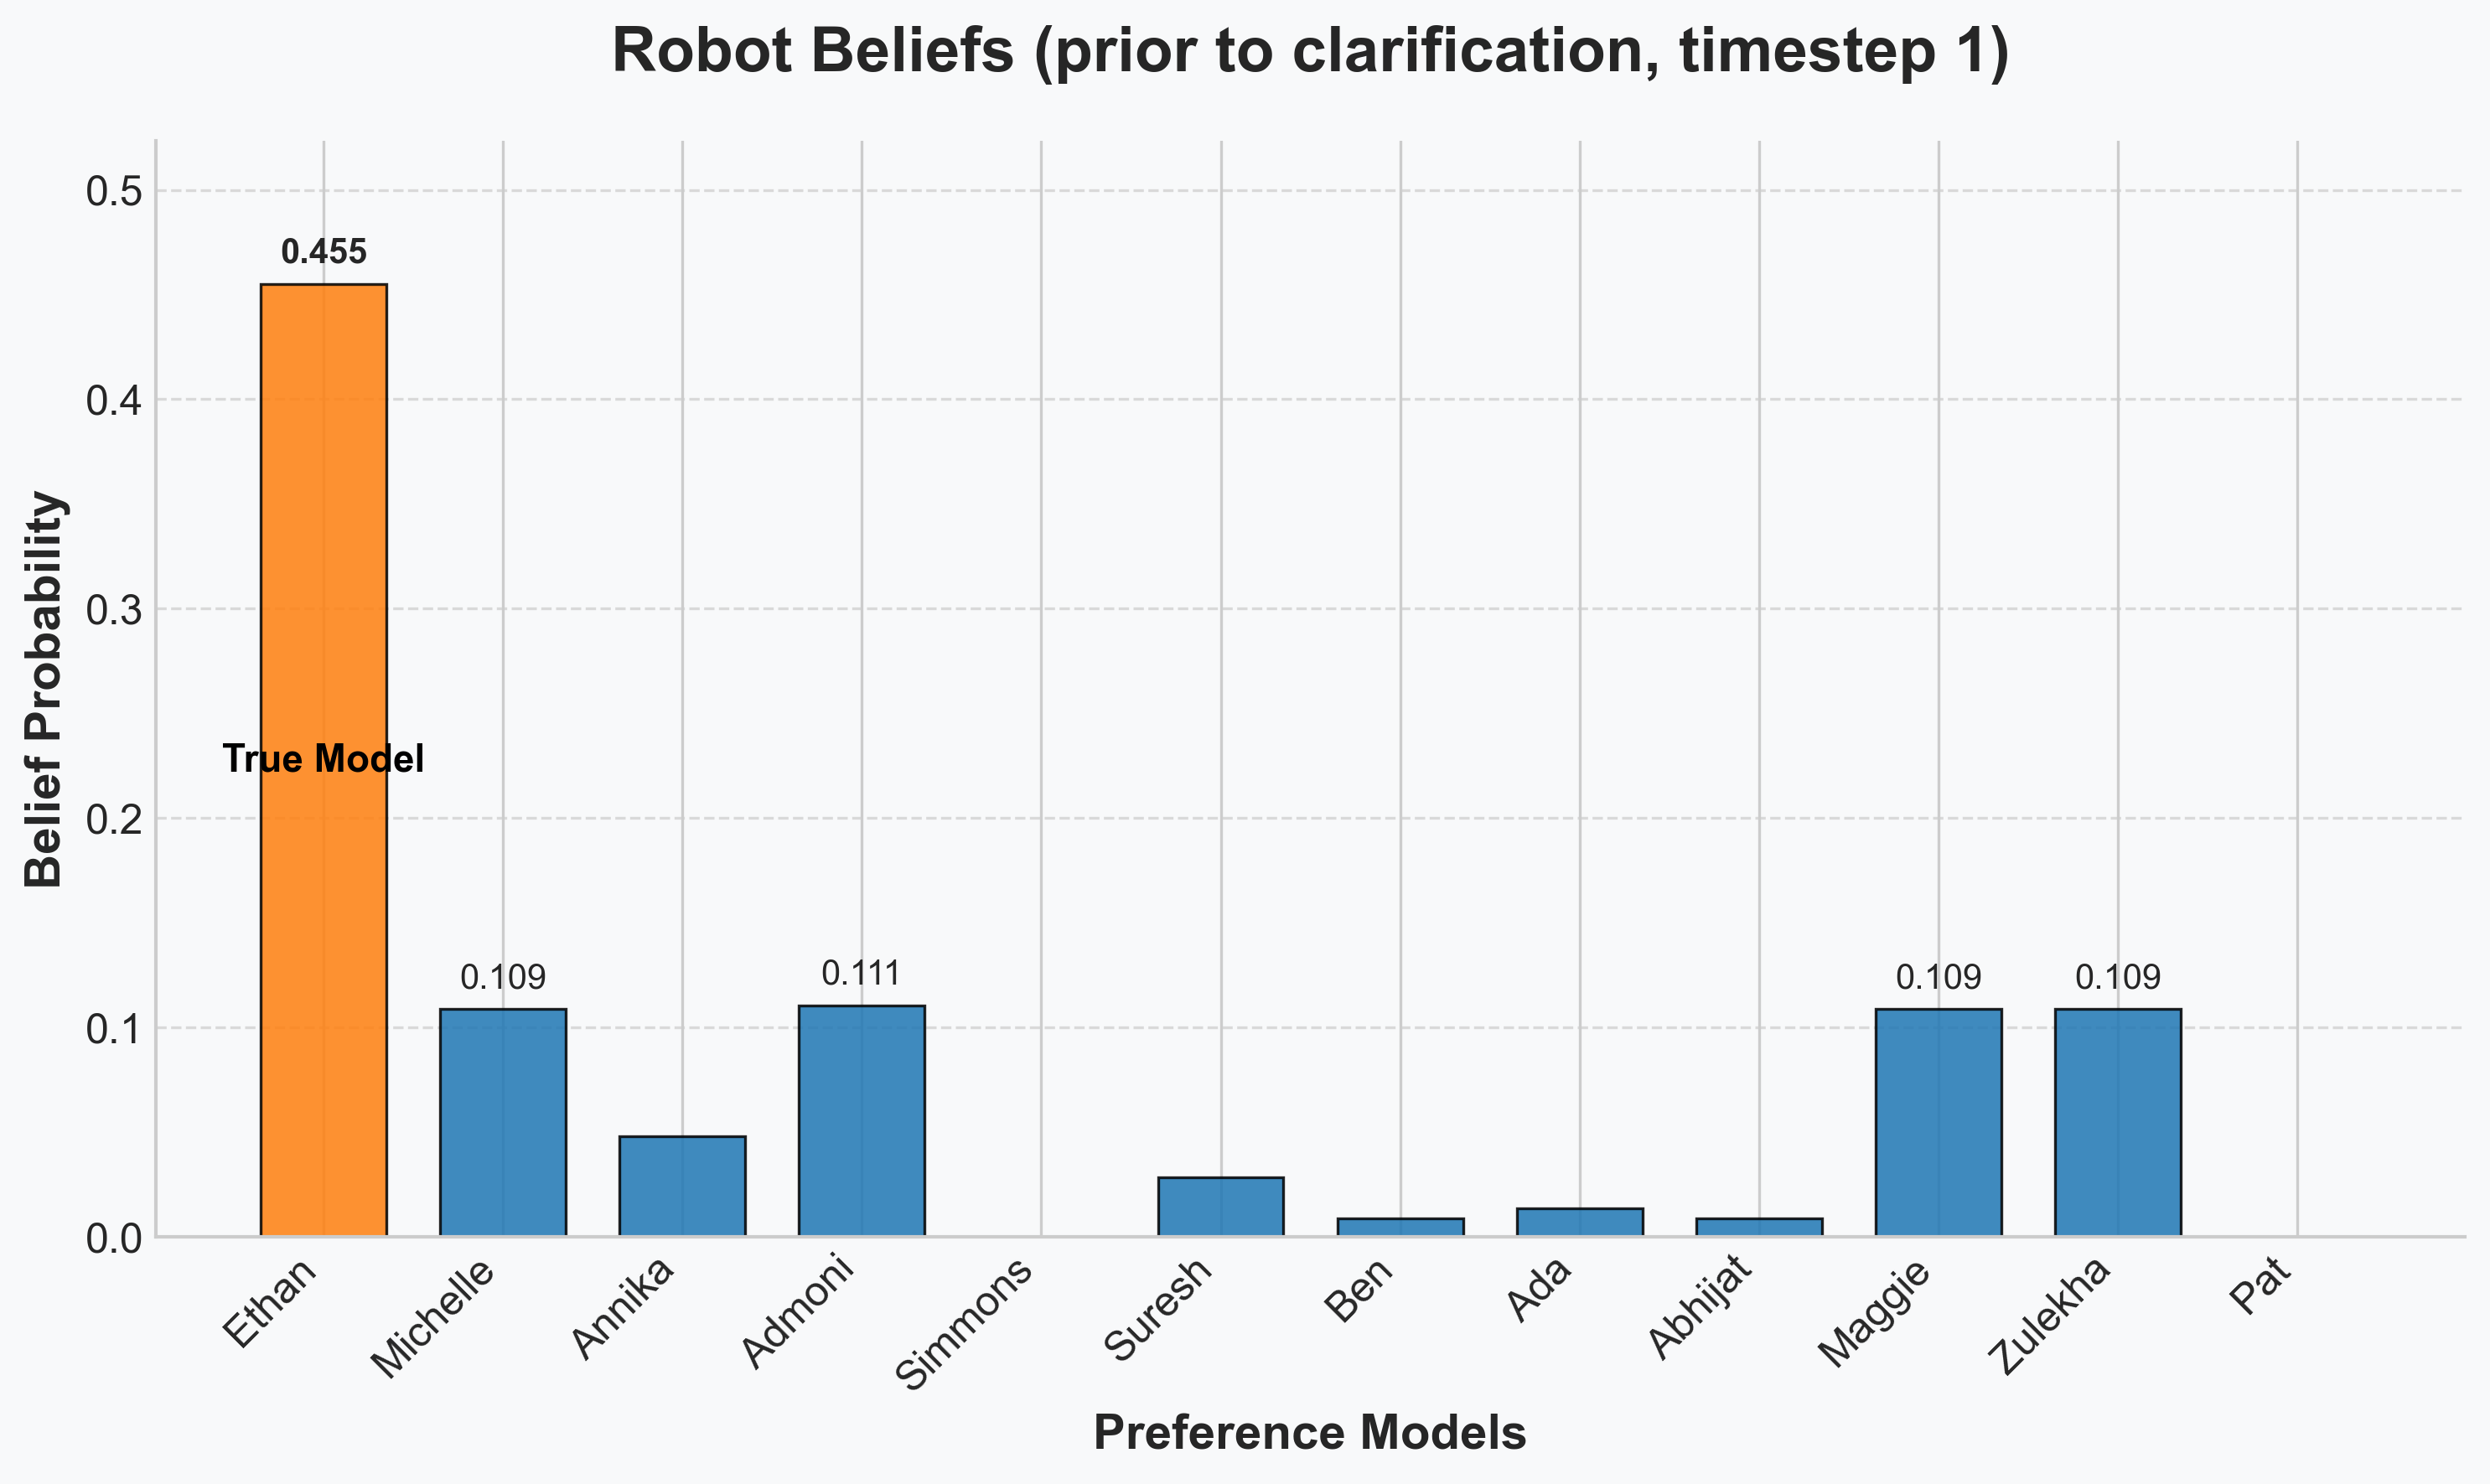 Robot Beliefs (prior to clarification, timestep 1)
Belief Probability
0.5
0.4
0.3
0.2
0.1
0.0
0.455
True Model
0.109
0.111
0.109
0.109
Ethan
Michelle
Annika
Admoni
Simmons
Suresh
Ben
Ada
Abhijat
Maggie
Zulekha
Pat
Preference Models